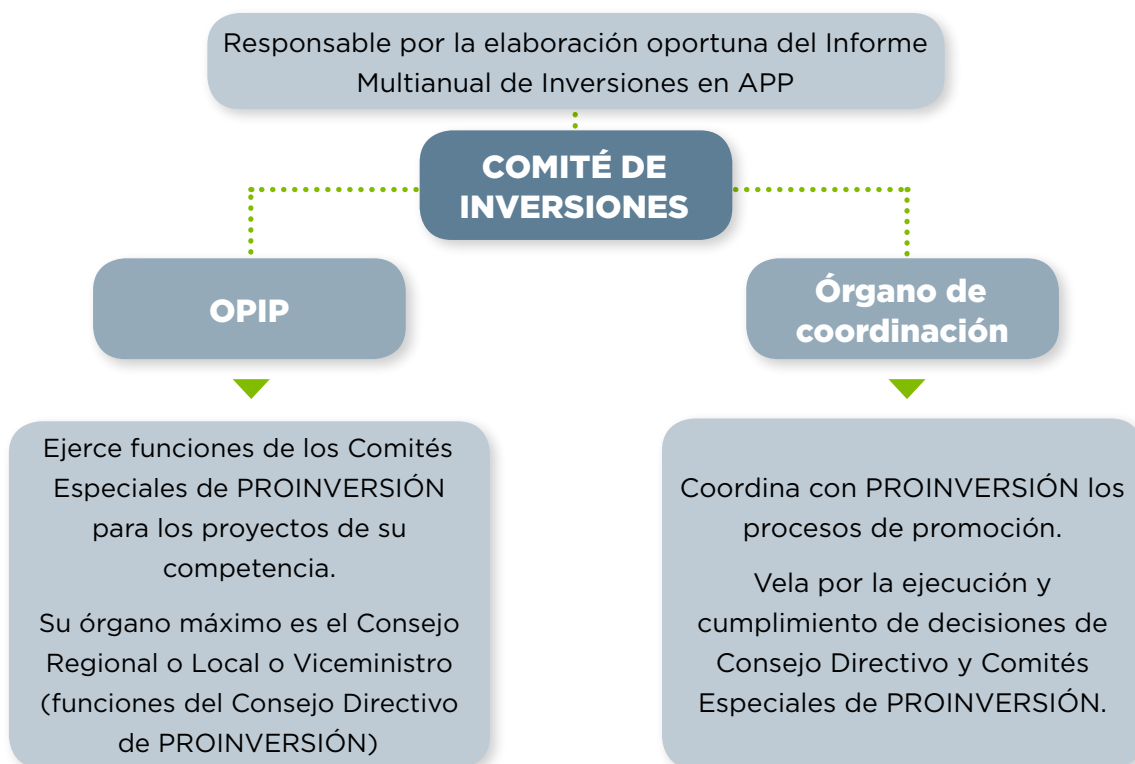 Responsable por la elaboración oportuna del Informe
Multianual de Inversiones en APP
COMITÉ DE
INVERSIONES
OPIP
Ejerce funciones de los Comités
Especiales de PROINVERSIÓN
para los proyectos de su
competencia.
Su órgano máximo es el Consejo
Regional o Local o Viceministro
(funciones del Consejo Directivo
de PROINVERSIÓN)
Órgano de
coordinación
Coordina con PROINVERSIÓN los
procesos de promoción.
Vela por la ejecución y
cumplimiento de decisiones de
Consejo Directivo y Comités
Especiales de PROINVERSIÓN.